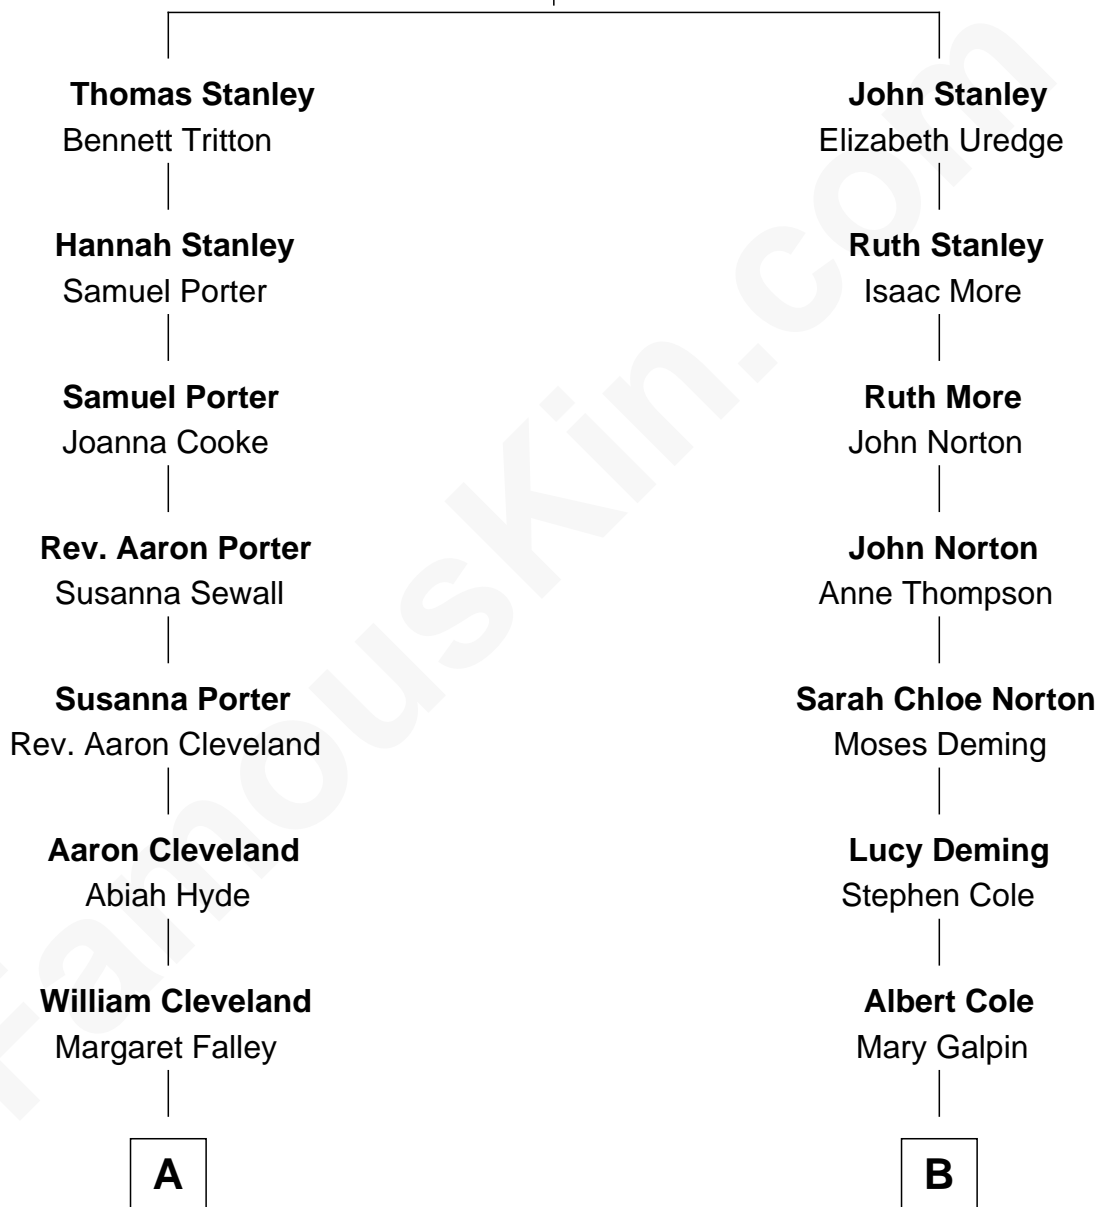 Thomas Stanley
Bennett Tritton
Hannah Stanley
Samuel Porter
Samuel Porter
Joanna Cooke
Rev. Aaron Porter
Susanna Sewall
Susanna Porter
Rev. Aaron Cleveland
Aaron Cleveland
Abiah Hyde
William Cleveland
Margaret Falley
A
John Stanley
Elizabeth Uredge
Ruth Stanley
Isaac More
Ruth More
John Norton
John Norton
Anne Thompson
Sarah Chloe Norton
Moses Deming
Lucy Deming
Stephen Cole
Albert Cole
Mary Galpin
B
FamousKin.com